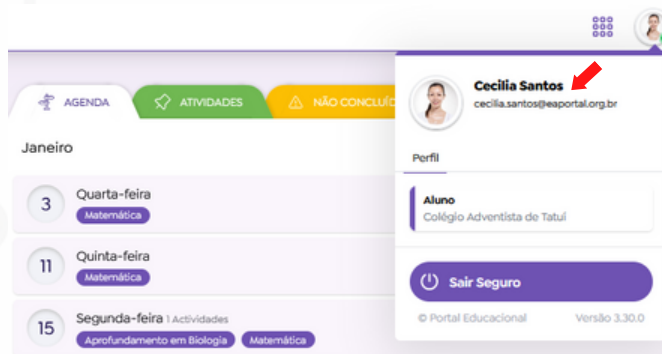 AGENDA
ATIVIDADES
NÃO CONCLUÍD
Janeiro
3
Quarta-feira
Matemática
11
Quinta-feira
Matemática
15
Segunda-feira 1 Actividades
Aprofundamento em Biologia
Matemática
Cecilia Santos
cecilia.santos@eaportal.org.br
Perfil
Aluno
Colégio Adventista de Tatuí
Sair Seguro
© Portal Educacional
Versão 3.30.0